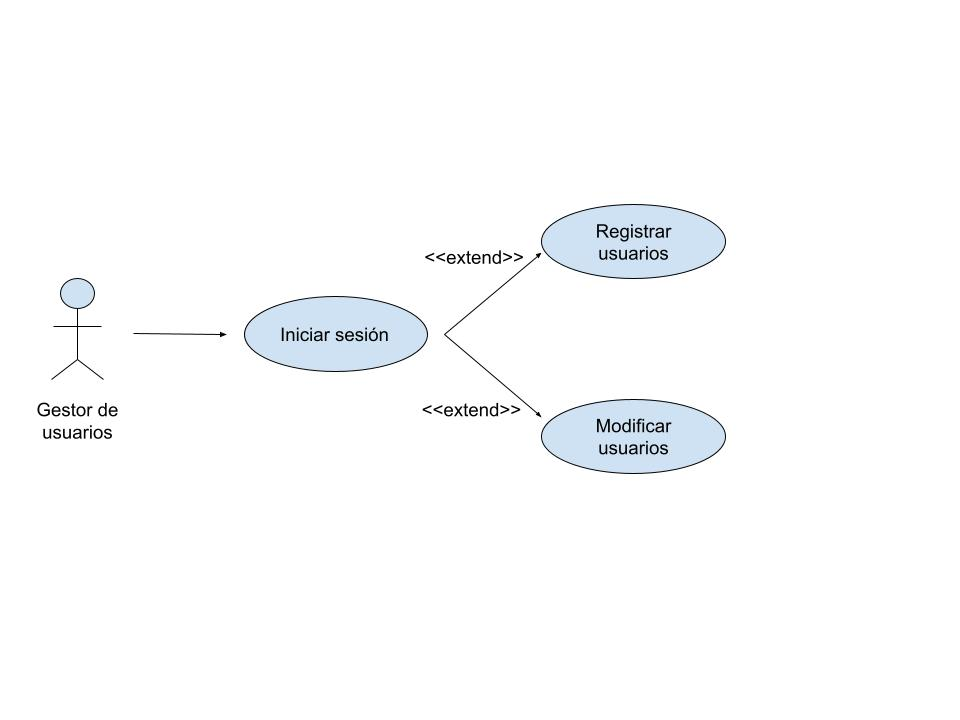 Registrar
usuarios
<<extend>>
Iniciar sesión
Gestor de
usuarios
<<extend>>
Modificar
usuarios